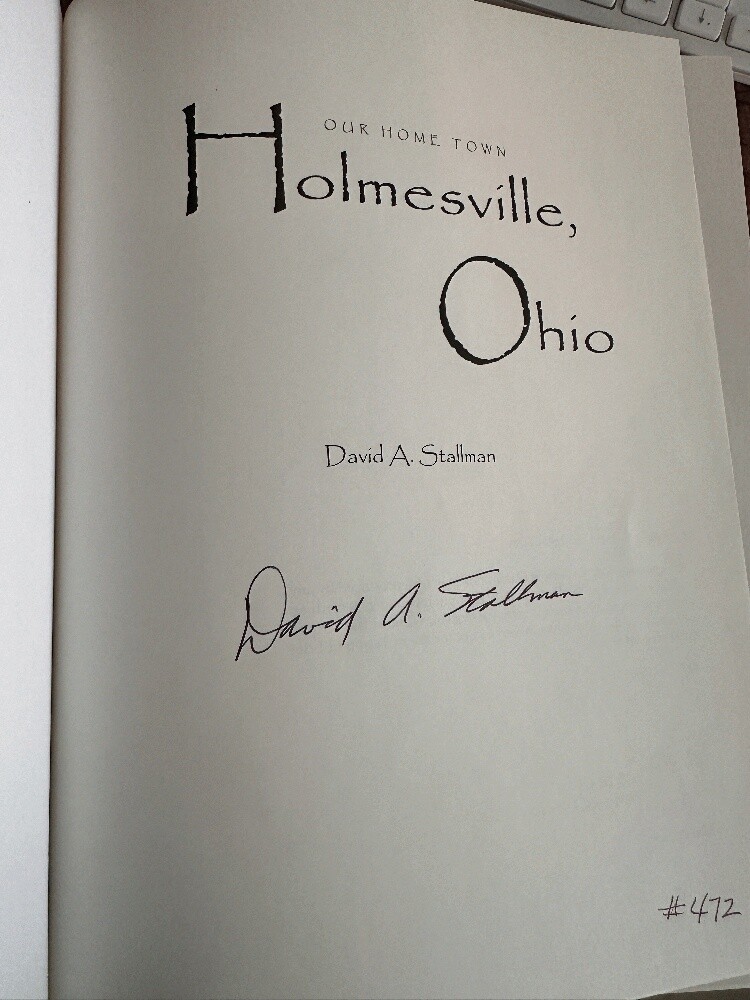 OUR HOME TOWN
Holmesville,
Ohio
David A. Stallman
David A. Stallman
#472